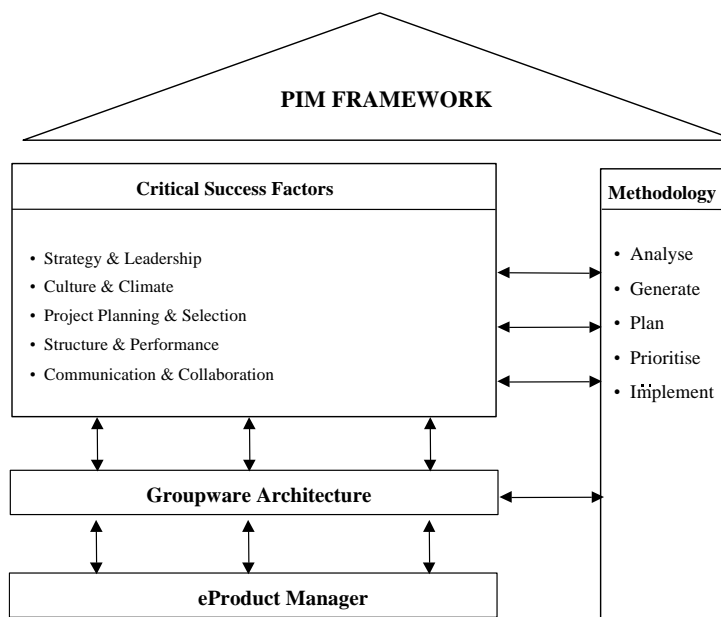 PIM FRAMEWORK
Critical Success Factors
• Strategy & Leadership
• Culture & Climate
• Project Planning & Selection
• Structure & Performance
• Communication & Collaboration
Methodology
• Analyse
• Generate
• Plan
• Prioritise
• Implement
Groupware Architecture
eProduct Manager